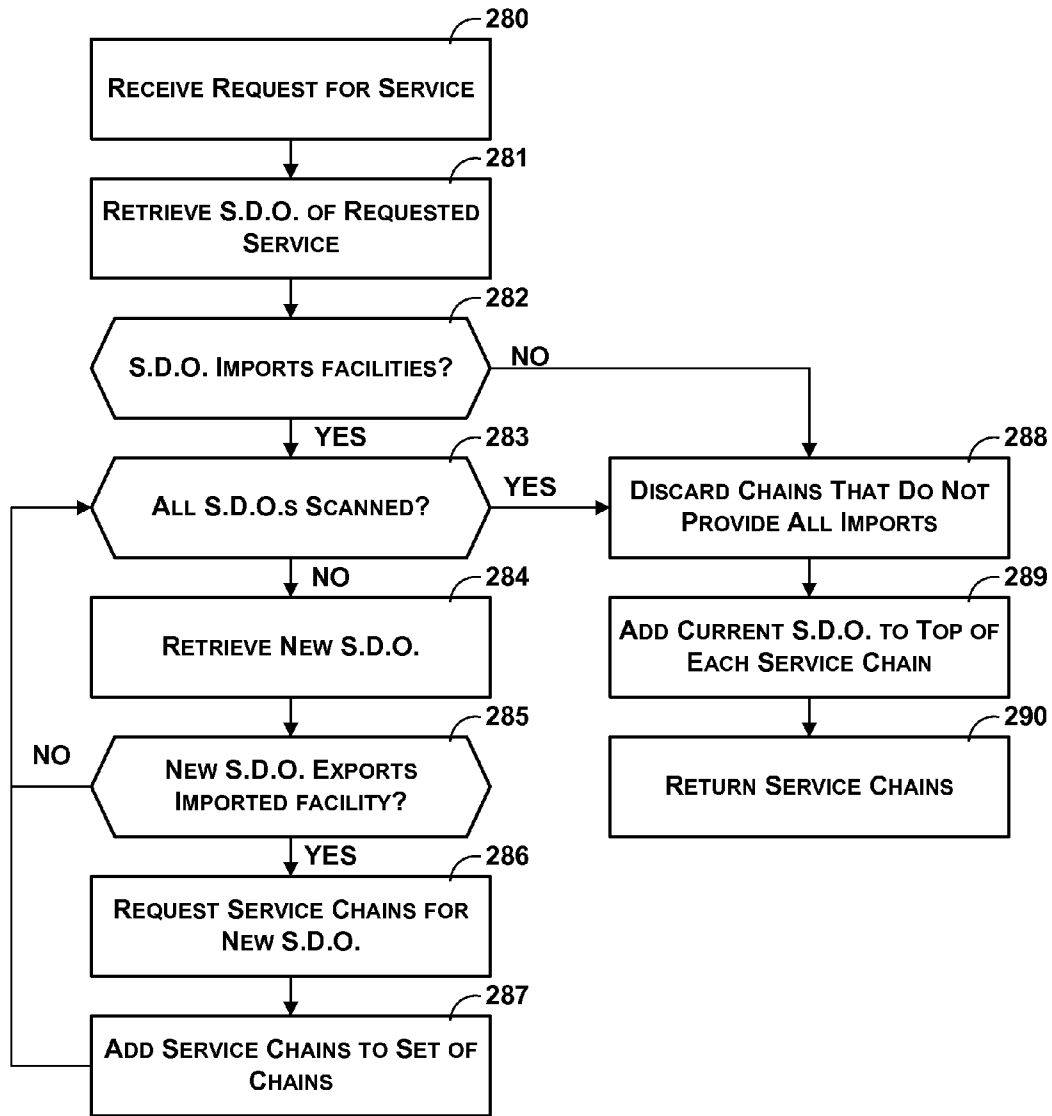 280
RECEIVE REQUEST FOR SERVICE
281
RETRIEVE S.D.O. OF REQUESTED
SERVICE
282
S.D.O. IMPORTS FACILITIES?
NO
YES
283
ALL S.D.O.S SCANNED?
YES
NO
284
RETRIEVE NEW S.D.O.
285
NEW S.D.O. EXPORTS
IMPORTED FACILITY?
NO
YES
286
REQUEST SERVICE CHAINS FOR
NEW S.D.O.
287
ADD SERVICE CHAINS TO SET OF
CHAINS
288
DISCARD CHAINS THAT DO NOT
PROVIDE ALL IMPORTS
289
ADD CURRENT S.D.O. TO TOP OF
EACH SERVICE CHAIN
290
RETURN SERVICE CHAINS